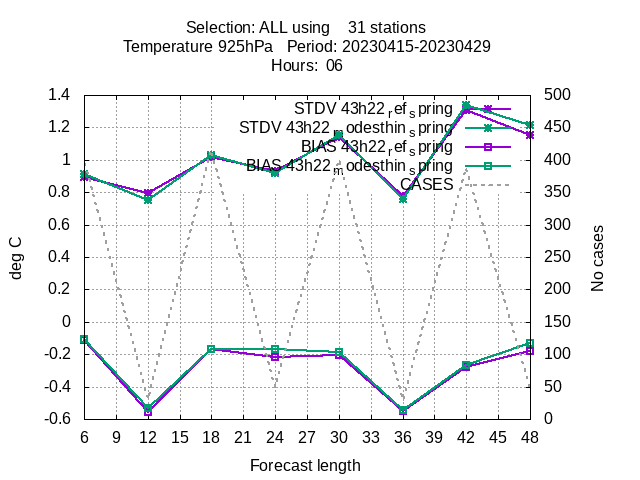 Selection: ALL using    31 stations
Temperature 925hPa   Period: 20230415-20230429
Hours:  06
STDV 43h22_ref_spring
STDV 43h22_modesthin_spring
BIAS 43h22_ref_spring
BIAS 43h22_modesthin_spring
CASES
1.4
1.2
1
0.8
0.6
0.4
0.2
0
-0.2
-0.4
-0.6
deg C
500
450
400
350
300
250
200
150
100
50
0
No cases
6 9 12 15 18 21 24 27 30 33 36 39 42 45 48
Forecast length